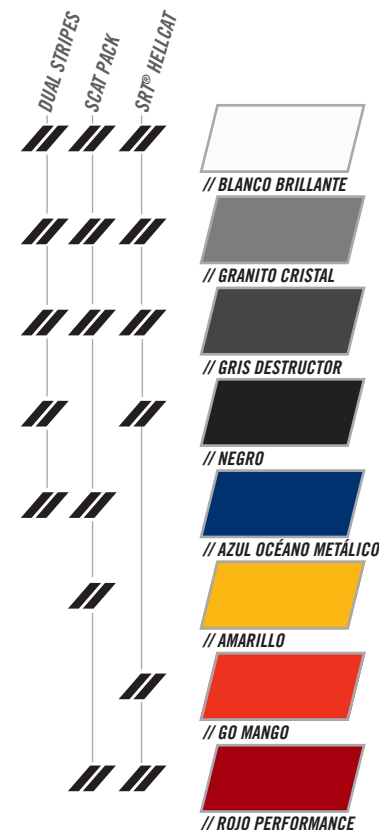 DUAL STRIPES
SCAT PACK
SRT® HELLCAT
// BLANCO BRILLANTE
// GRANITO CRISTAL
// GRIS DESTRUCTOR
// NEGRO
// AZUL OCÉANO METÁLICO
// AMARILLO
// GO MANGO
// ROJO PERFORMANCE